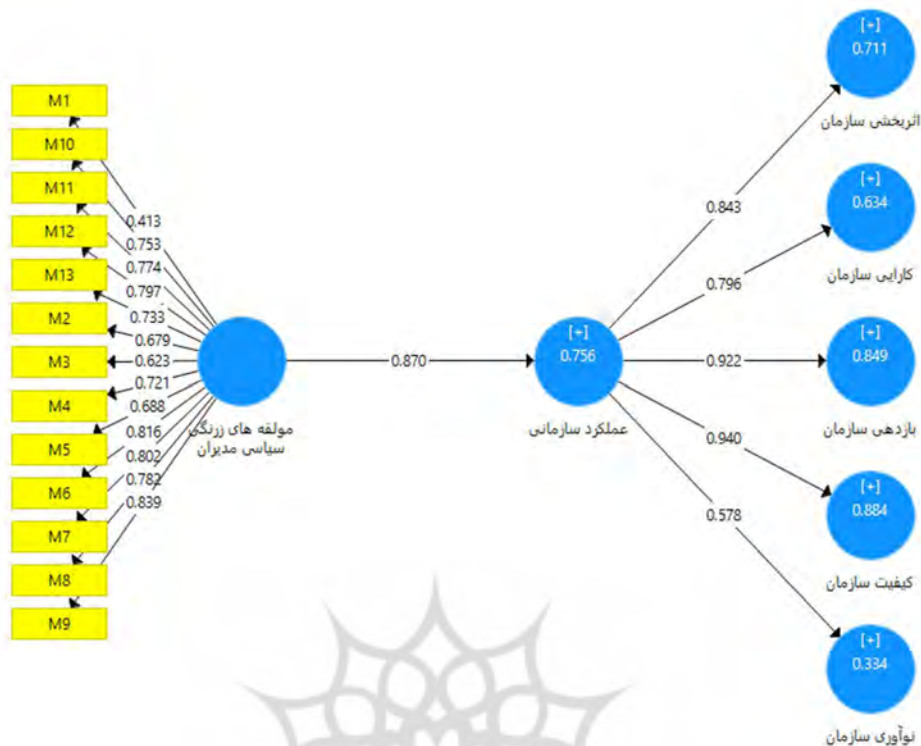 M1
M10
M11
M12
M13
M2
M3
M4
M5
M6
M7
M8
M9
0.413
0.753
0.774
0.797
0.733
0.679
0.623
0.721
0.688
0.816
0.802
0.782
0.839
مولفه های زرنگی
سیاسی مدیران
0.870
[+]
0.756
عملکرد سازمانی
0.843
0.796
0.922
0.940
0.578
[+]
0.711
اثربخشی سازمان
[+]
0.634
کارایی سازمان
[+]
0.849
بازدهی سازمان
[+]
0.884
کیفیت سازمان
[+]
0.334
نوآوری سازمان